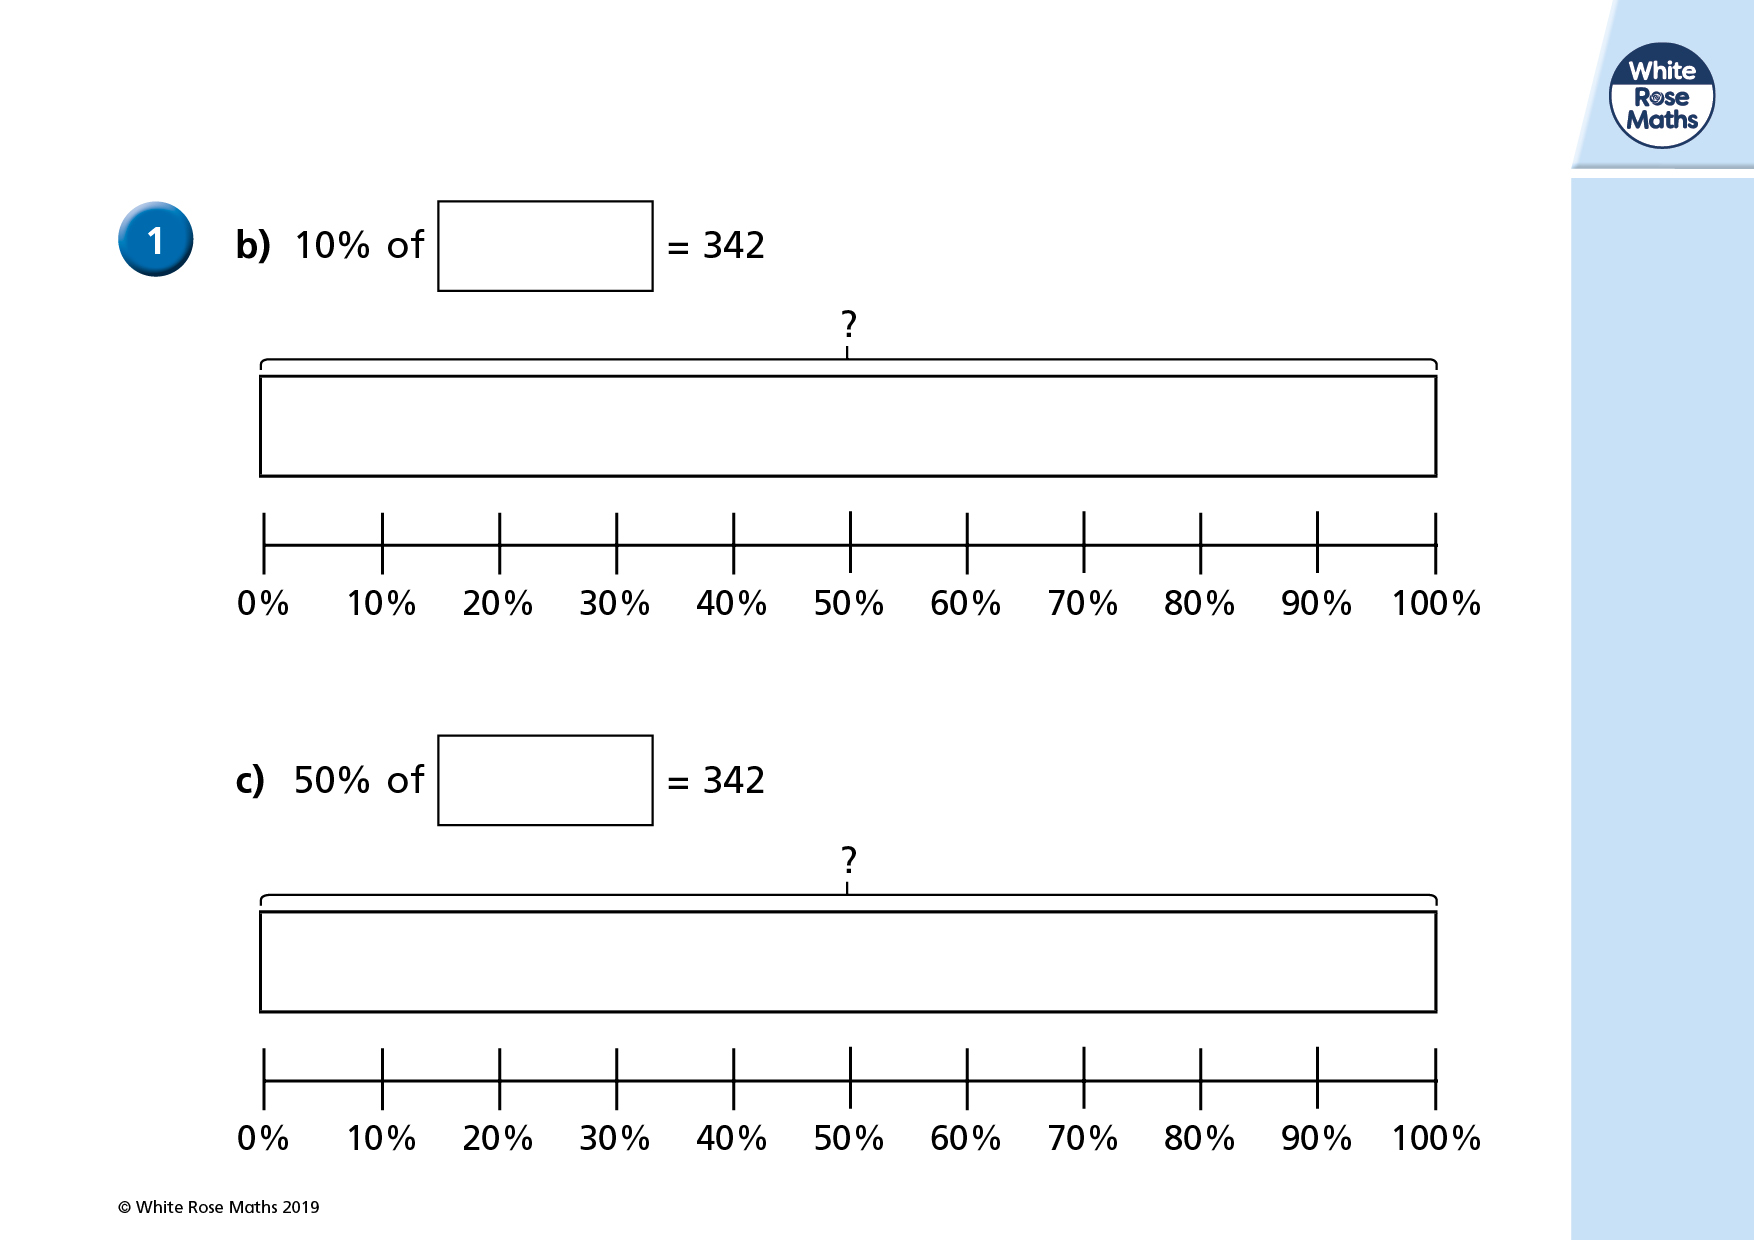 White
Rose
Maths
1 b) 10% of = 342
?
0% 10% 20% 30% 40% 50% 60% 70% 80% 90% 100%
c) 50% of = 342
?
0% 10% 20% 30% 40% 50% 60% 70% 80% 90% 100%
© White Rose Maths 2019